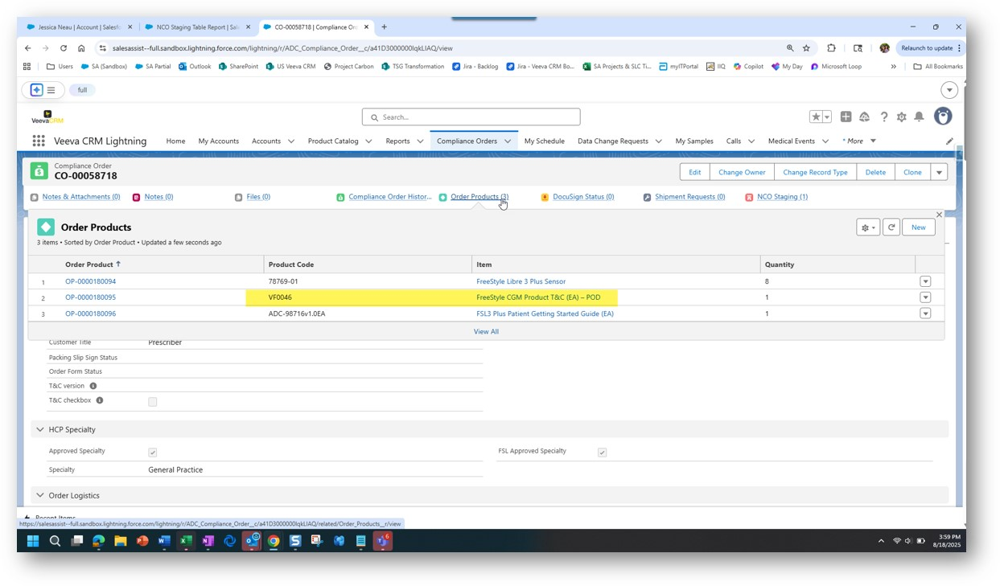 Jessica Neau | Account | Salesfo
NCO Staging Table Report | Sale
CO-00058718 | Compliance Or
salesassist--full.sandbox.lightning.force.com/lightning/r/ADC_Compliance_Order__c/a41D3000000IqkLIAQ/view
Relaunch to update
Users
SA (Sandbox)
SA Partial
Outlook
SharePoint
US Veeva CRM
Project Carbon
TSG Transformation
Jira - Backlog
Jira - Veeva CRM Bo...
SA Projects & SLC Ti...
myITPortal
IIQ
Copilot
My Day
Microsoft Loop
All Bookmarks
full
VeevaCRM
Search...
Veeva CRM Lightning
Home
My Accounts
Accounts
Product Catalog
Reports
Compliance Orders
My Schedule
Data Change Requests
My Samples
Calls
Medical Events
* More
Compliance Order
CO-00058718
Edit
Change Owner
Change Record Type
Delete
Clone
Notes & Attachments (0)
Notes (0)
Files (0)
Compliance Order Histor...
Order Products (3)
DocuSign Status (0)
Shipment Requests (0)
NCO Staging (1)
Order Products
New
3 items • Sorted by Order Product • Updated a few seconds ago
Order Product Product Code Item Quantity
1 OP-0000180094 78769-01 FreeStyle Libre 3 Plus Sensor 8
2 OP-0000180095 VF0046 FreeStyle CGM Product T&C (EA) – POD 1
3 OP-0000180096 ADC-98716v1.0EA FSL3 Plus Patient Getting Started Guide (EA) 1
View All
Customer Title Prescriber
Packing Slip Sign Status
Order Form Status
T&C version
T&C checkbox
HCP Specialty
Approved Specialty
FSL Approved Specialty
Specialty General Practice
Order Logistics
Recent Items
https://salesassist--full.sandbox.lightning.force.com/lightning/r/ADC_Compliance_Order__c/a41D3000000IqkLIAQ/related/Order_Products__r/view
6
3:59 PM
8/18/2025